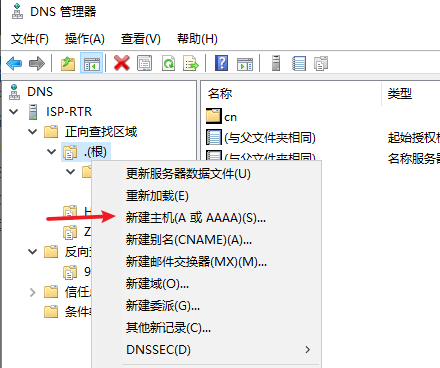 DNS 管理器
文件(F) 操作(A) 查看(V) 帮助(H)
DNS
ISP-RTR
正向查找区域
.(根)
H
Z
反向
9
信任
条件
名称 类型
cn
(与父文件夹相同) 起始授权
(与父文件夹相同) 名称服务器
更新服务器数据文件(U)
重新加载(E)
新建主机(A 或 AAAA)(S)...
新建别名(CNAME)(A)...
新建邮件交换器(MX)(M)...
新建域(O)...
新建委派(G)...
其他新记录(C)...
DNSSEC(D)